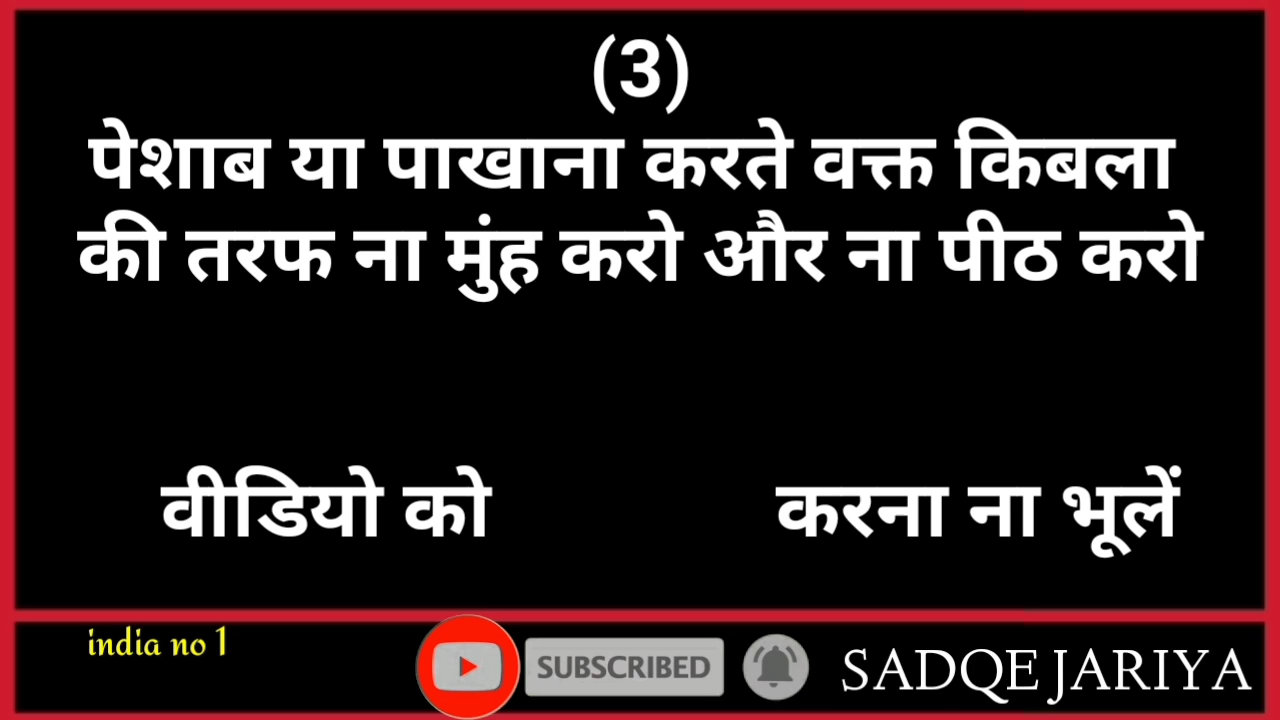 (3)
पेशाब या पाखाना करते वक्त किबला
की तरफ ना मुंह करो और ना पीठ करो
वीडियो को करना ना भूलें
india no 1
SUBSCRIBED
SADQE JARIYA